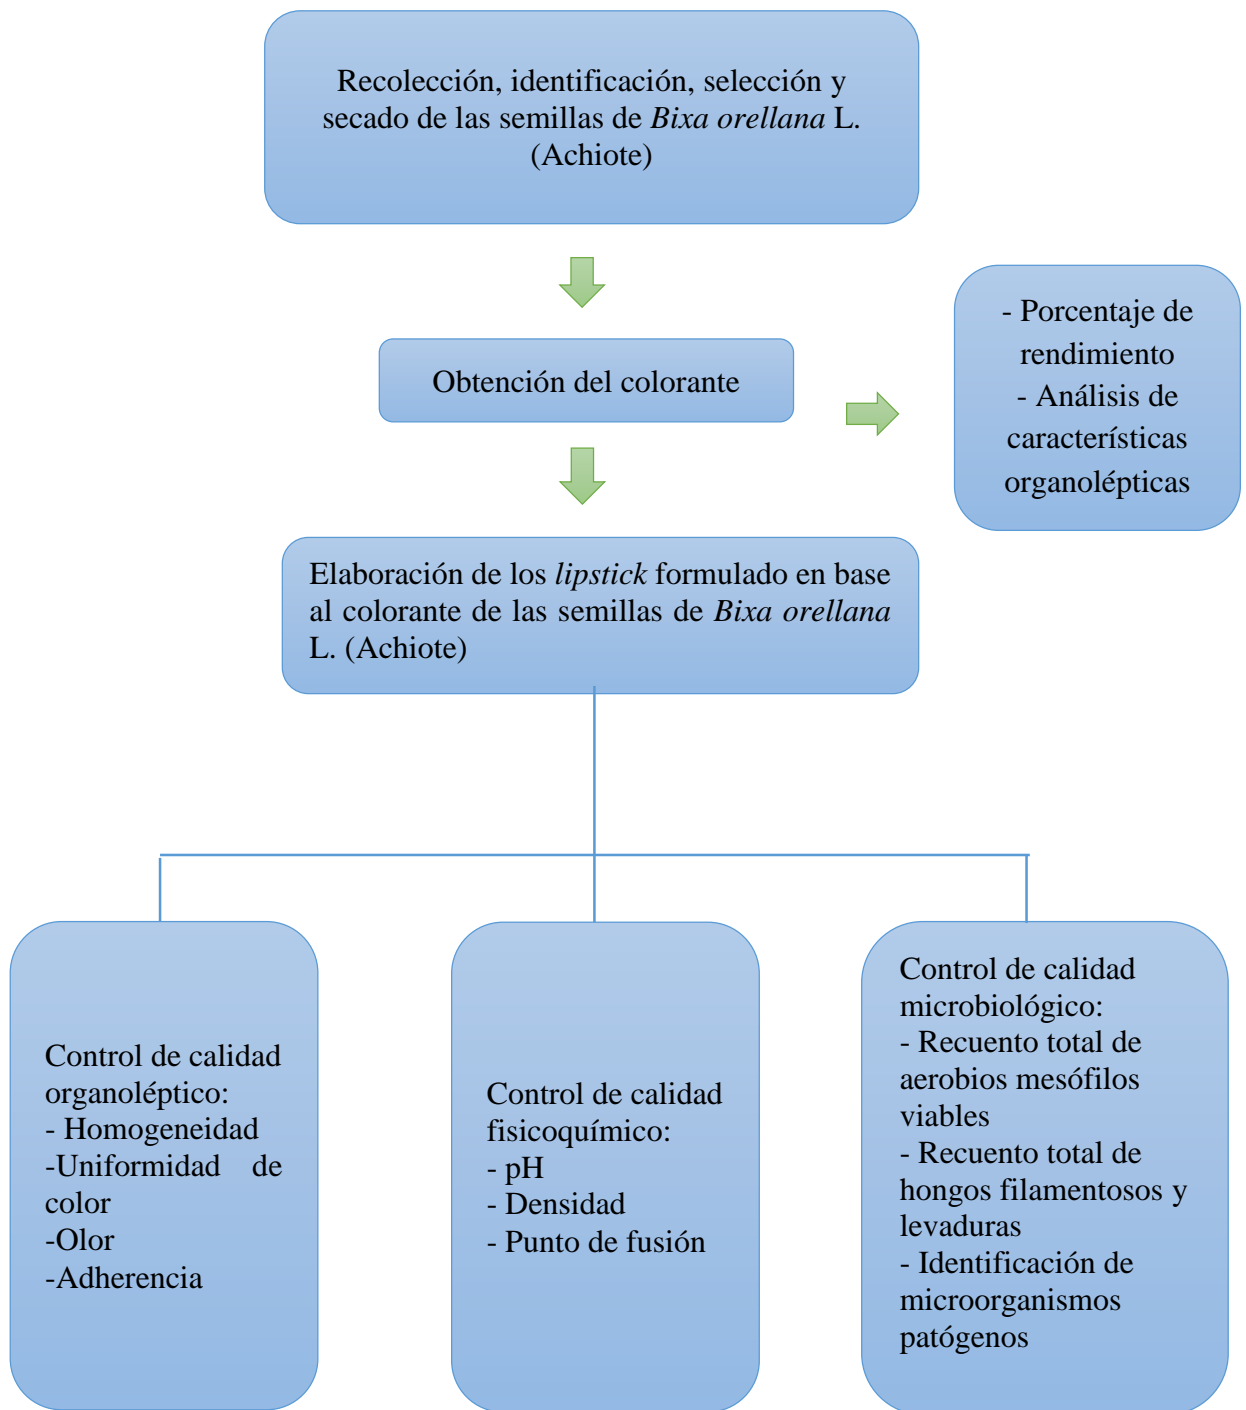 Recolección, identificación, selección y
secado de las semillas de Bixa orellana L.
(Achiote)
Obtención del colorante
- Porcentaje de
rendimiento
- Análisis de
características
organolépticas
Elaboración de los lipstick formulado en base
al colorante de las semillas de Bixa orellana
L. (Achiote)
Control de calidad
organoléptico:
- Homogeneidad
-Uniformidad de
color
-Olor
-Adherencia
Control de calidad
fisicoquímico:
- pH
- Densidad
- Punto de fusión
Control de calidad
microbiológico:
- Recuento total de
aerobios mesófilos
viables
- Recuento total de
hongos filamentosos y
levaduras
- Identificación de
microorganismos
patógenos